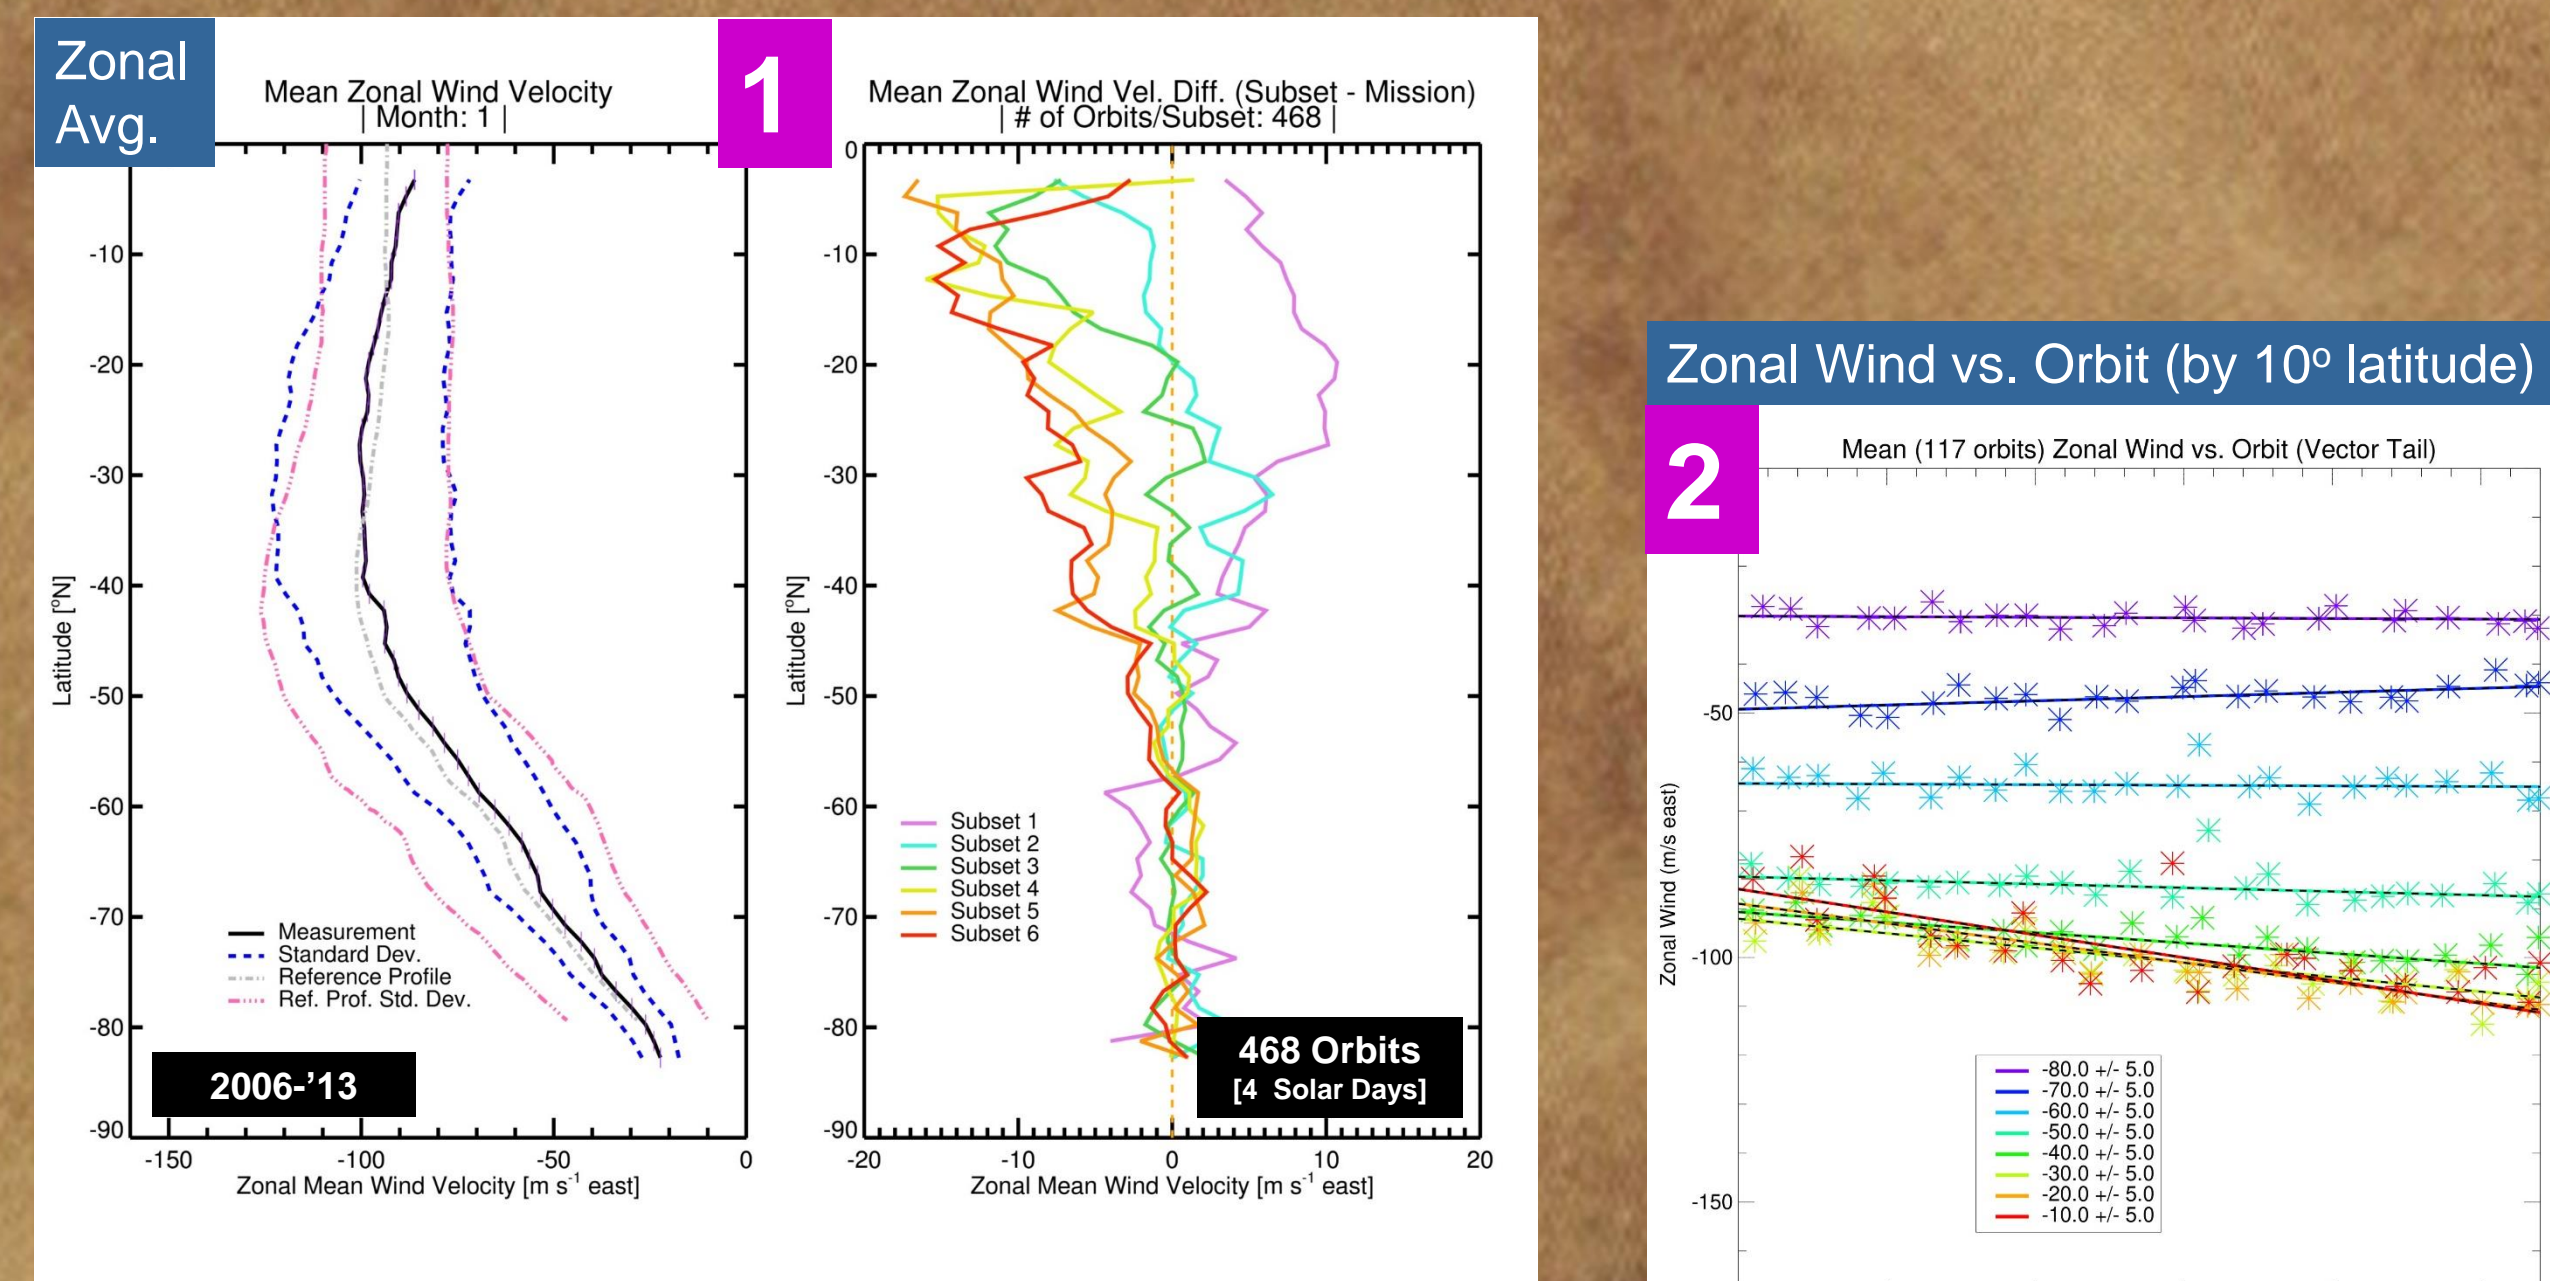 Zonal
Avg.
1
Mean Zonal Wind Velocity
| Month: 1 |
-10
-20
-30
-40
-50
-60
-70
-80
-90
Latitude [ºN]
Measurement
Standard Dev.
Reference Profile
Ref. Prof. Std. Dev.
2006-’13
-150
-100
-50
0
Zonal Mean Wind Velocity [m s⁻¹ east]
Mean Zonal Wind Vel. Diff. (Subset - Mission)
| # of Orbits/Subset: 468 |
0
-10
-20
-30
-40
-50
-60
-70
-80
-90
Latitude [ºN]
Subset 1
Subset 2
Subset 3
Subset 4
Subset 5
Subset 6
468 Orbits
[4 Solar Days]
-20
-10
0
10
20
Zonal Mean Wind Velocity [m s⁻¹ east]
Zonal Wind vs. Orbit (by 10º latitude)
2
Mean (117 orbits) Zonal Wind vs. Orbit (Vector Tail)
-50
-100
-150
Zonal Wind (m/s east)
-80.0 +/- 5.0
-70.0 +/- 5.0
-60.0 +/- 5.0
-50.0 +/- 5.0
-40.0 +/- 5.0
-30.0 +/- 5.0
-20.0 +/- 5.0
-10.0 +/- 5.0